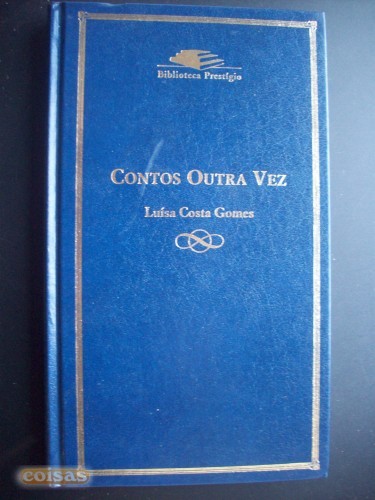 Biblioteca Prestígio
CONTOS OUTRA VEZ
Luísa Costa Gomes
coisas